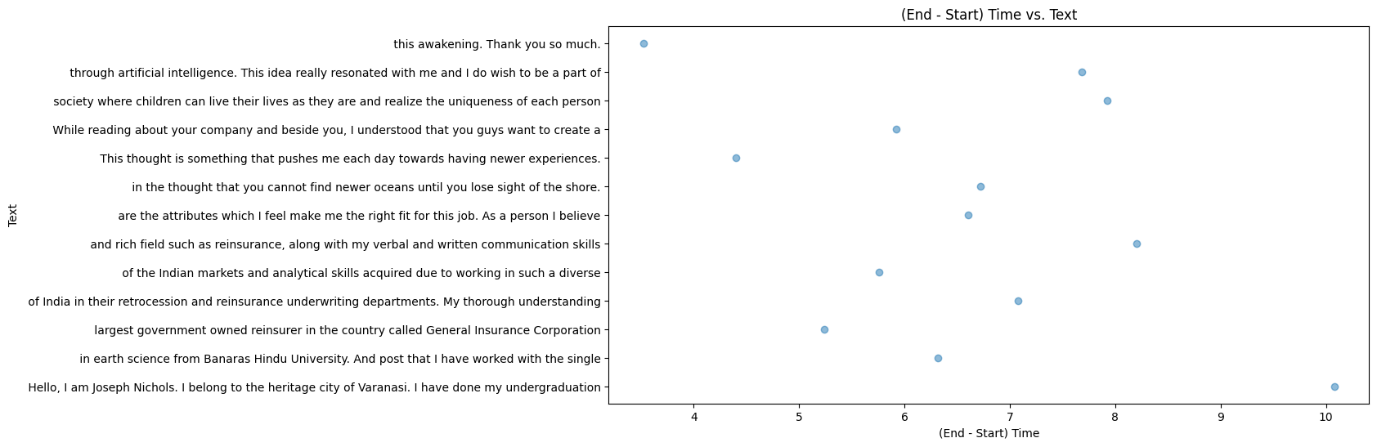 (End - Start) Time vs. Text
this awakening. Thank you so much.
through artificial intelligence. This idea really resonated with me and I do wish to be a part of
society where children can live their lives as they are and realize the uniqueness of each person
While reading about your company and beside you, I understood that you guys want to create a
This thought is something that pushes me each day towards having newer experiences.
in the thought that you cannot find newer oceans until you lose sight of the shore.
are the attributes which I feel make me the right fit for this job. As a person I believe
and rich field such as reinsurance, along with my verbal and written communication skills
of the Indian markets and analytical skills acquired due to working in such a diverse
of India in their retrocession and reinsurance underwriting departments. My thorough understanding
largest government owned reinsurer in the country called General Insurance Corporation
in earth science from Banaras Hindu University. And post that I have worked with the single
Hello, I am Joseph Nichols. I belong to the heritage city of Varanasi. I have done my undergraduation
Text
4 5 6 7 8 9 10
(End - Start) Time